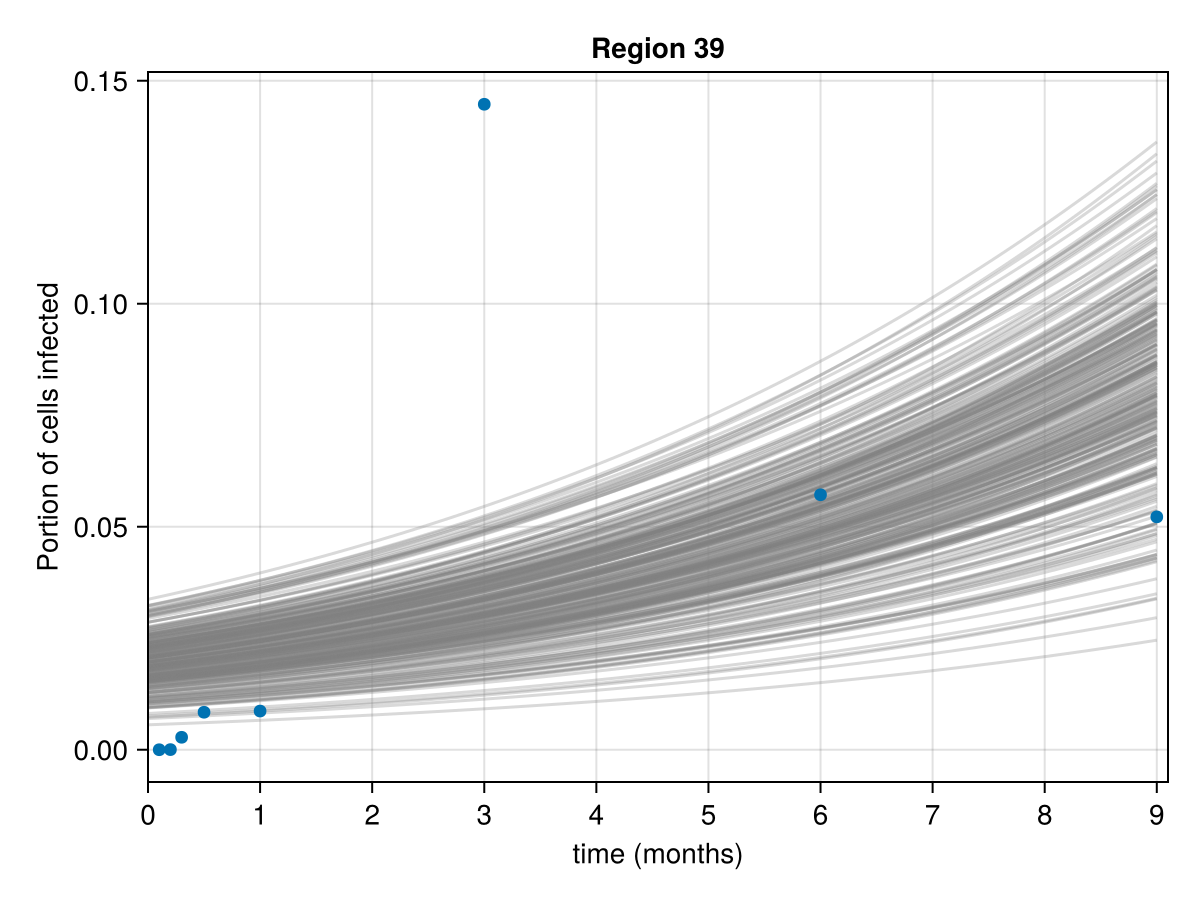 Region 39
0.15
0.10
0.05
0.00
Portion of cells infected
0 1 2 3 4 5 6 7 8 9
time (months)